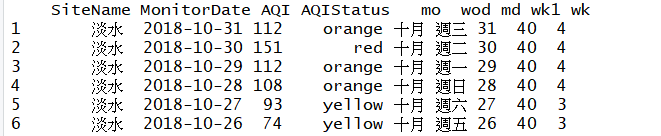 SiteName MonitorDate AQI AQIStatus mo wod md wk1 wk
1 淡水 2018-10-31 112 orange 十月 週三 31 40 4
2 淡水 2018-10-30 151 red 十月 週二 30 40 4
3 淡水 2018-10-29 112 orange 十月 週一 29 40 4
4 淡水 2018-10-28 108 orange 十月 週日 28 40 4
5 淡水 2018-10-27 93 yellow 十月 週六 27 40 3
6 淡水 2018-10-26 74 yellow 十月 週五 26 40 3